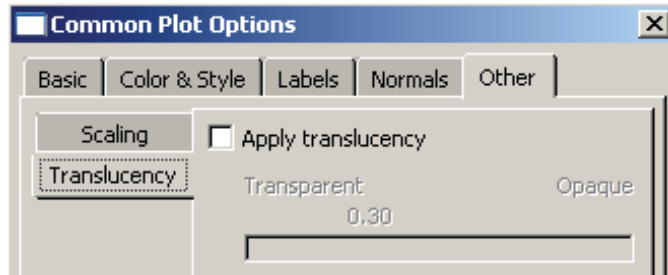 Common Plot Options
Basic Color & Style Labels Normals Other
Scaling
Apply translucency
Translucency
Transparent Opaque
0.30